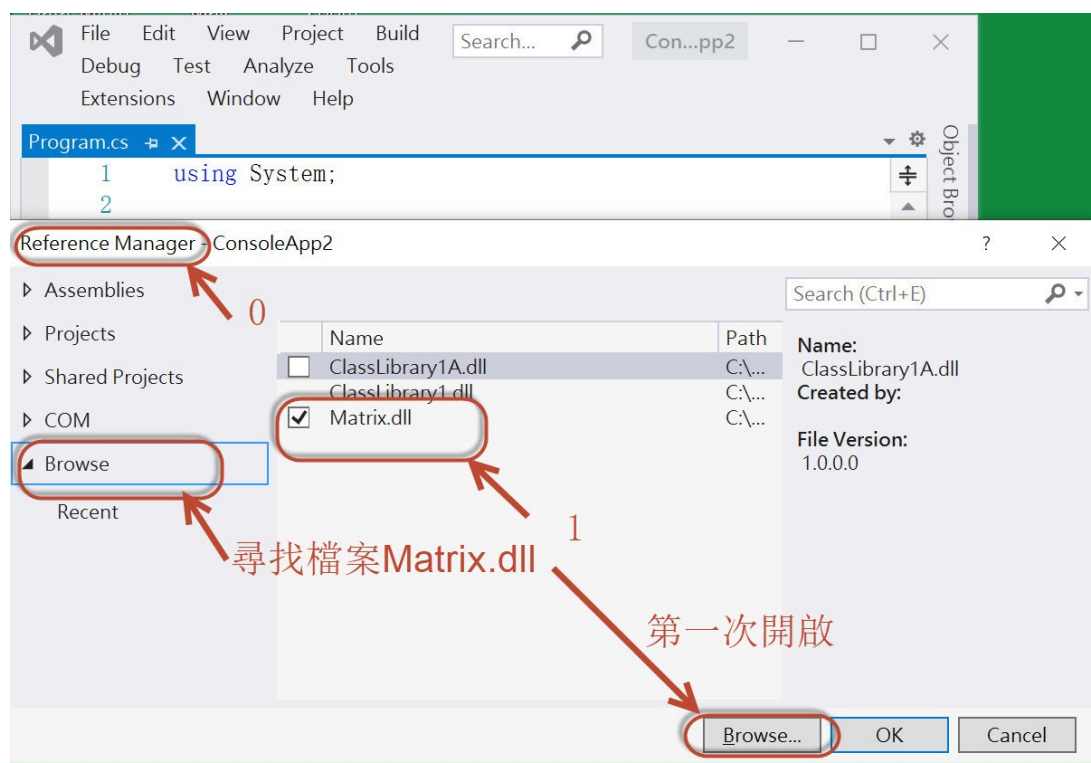 File Edit View Project Build
Search...
Con...pp2
Debug Test Analyze Tools
Extensions Window Help
Program.cs
Object Bro
1 using System;
2
Reference Manager - ConsoleApp2
?
Assemblies
Search (Ctrl+E)
0
Projects
Name Path
Name:
ClassLibrary1A.dll C:\...
ClassLibrary1A.dll
Shared Projects
ClassLibrary1.dll C:\...
Created by:
COM
Matrix.dll C:\...
File Version:
1.0.0.0
Browse
Recent
1
尋找檔案Matrix.dll
第一次開啟
Browse... OK Cancel